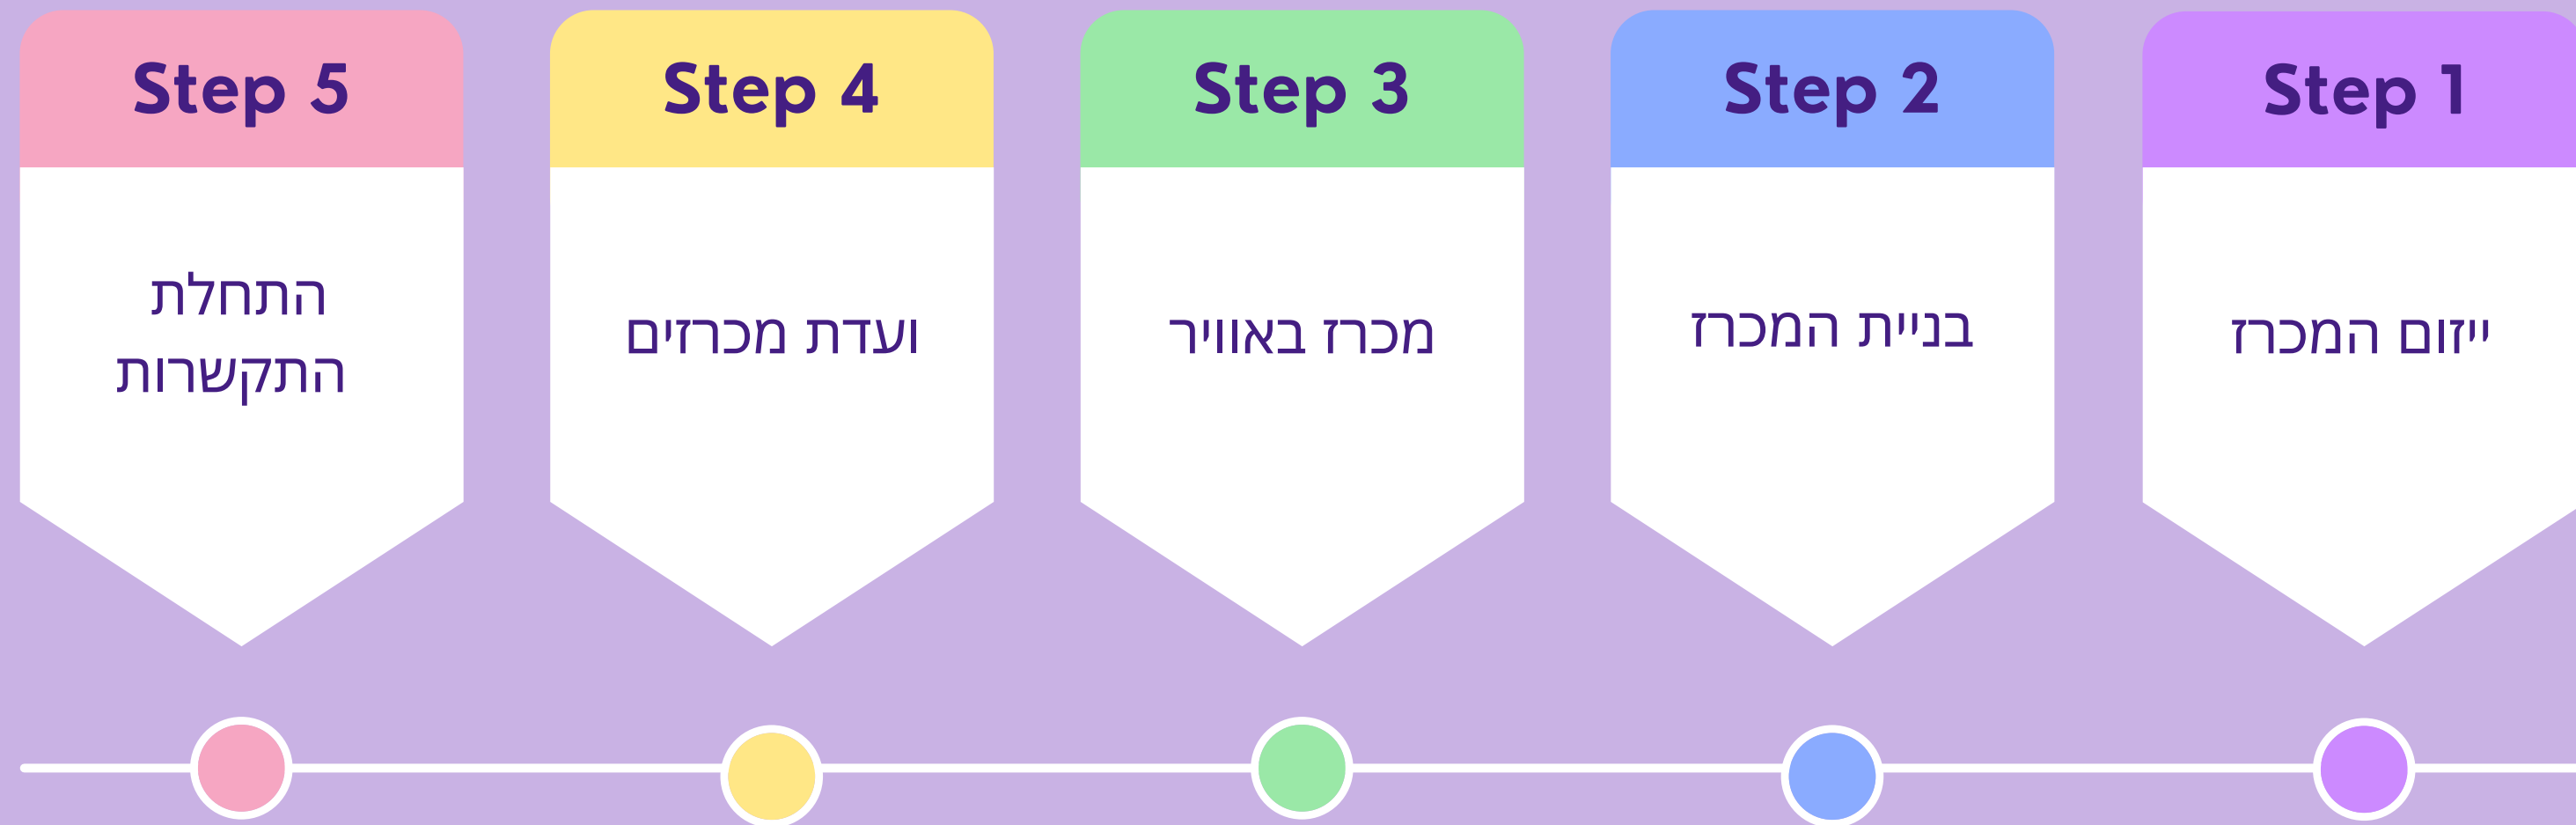 Step 1
ייזום המכרז
Step 2
בניית המכרז
Step 3
מכרז באוויר
Step 4
ועדת מכרזים
Step 5
התחלת
התקשרות